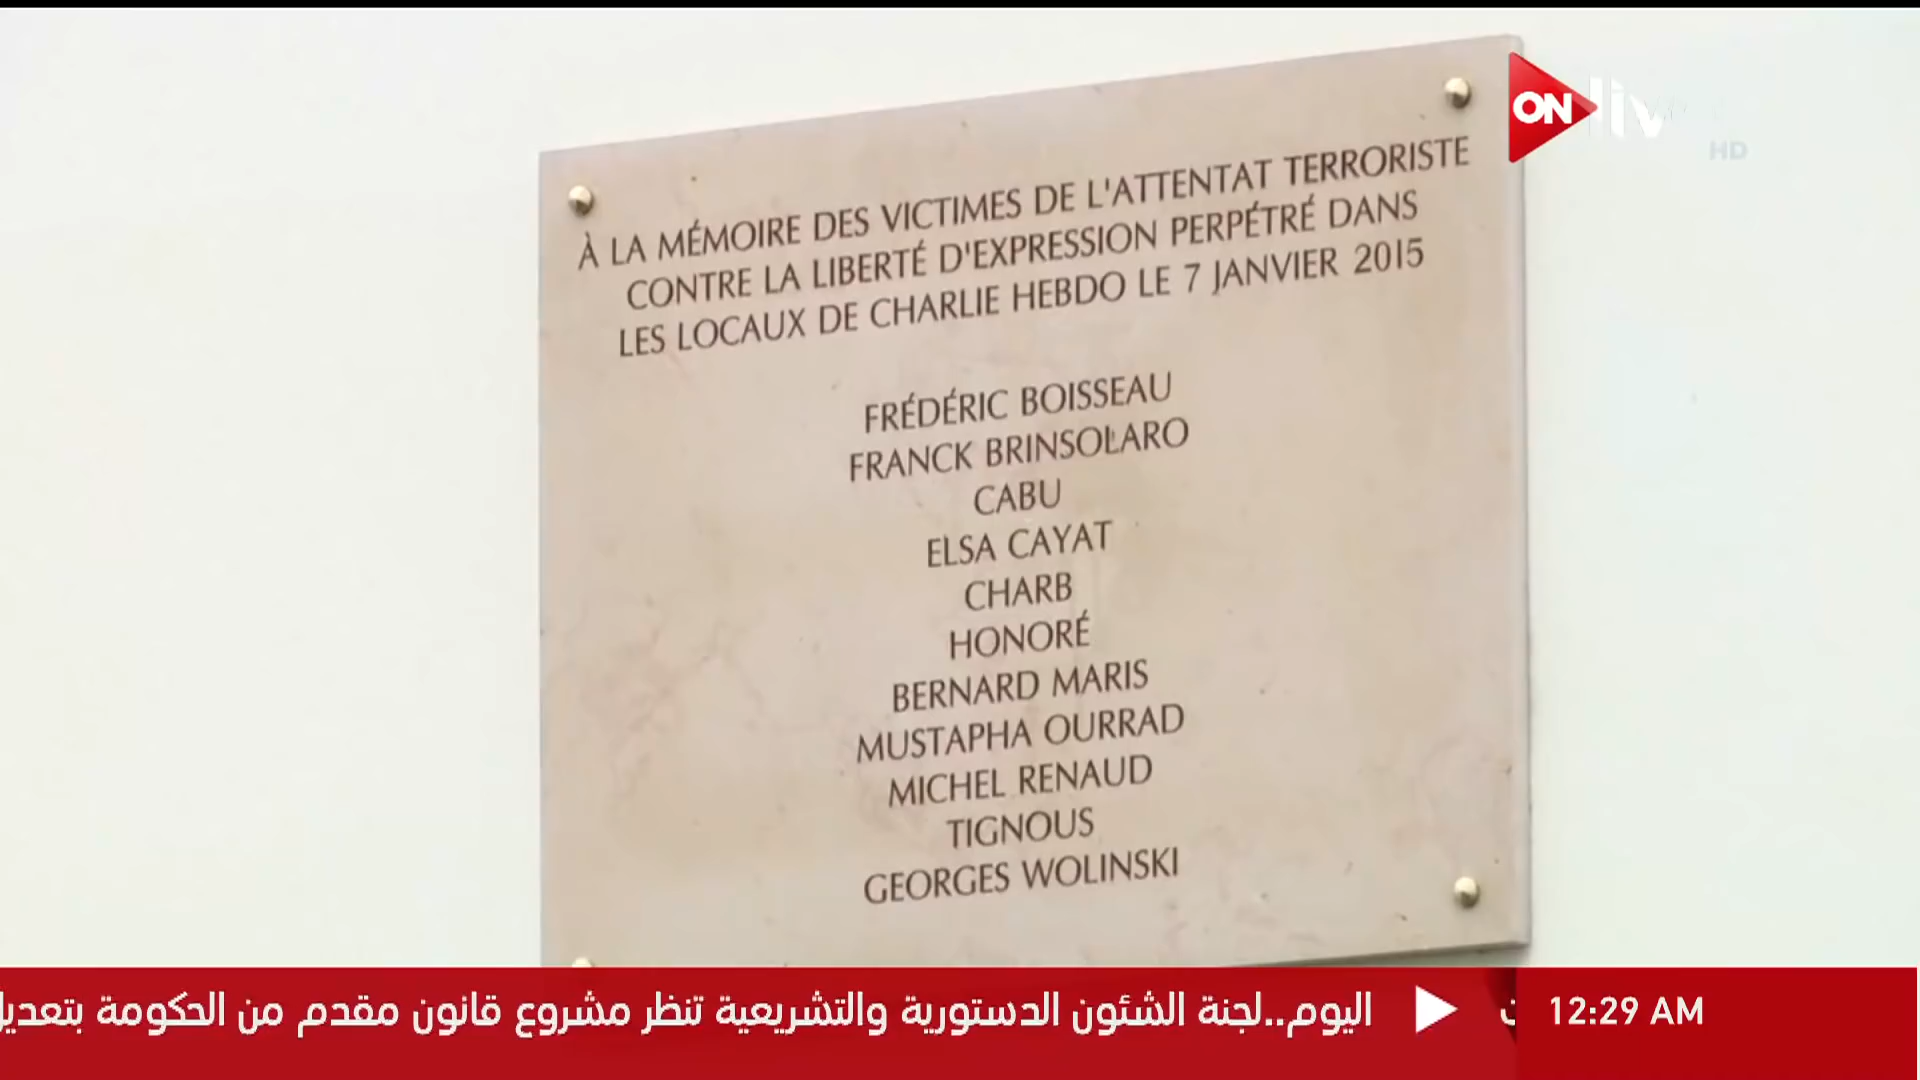 ON live
HD
À LA MÉMOIRE DES VICTIMES DE L'ATTENTAT TERRORISTE
CONTRE LA LIBERTÉ D'EXPRESSION PERPÉTRÉ DANS
LES LOCAUX DE CHARLIE HEBDO LE 7 JANVIER 2015
FRÉDÉRIC BOISSEAU
FRANCK BRINSOLARO
CABU
ELSA CAYAT
CHARB
HONORÉ
BERNARD MARIS
MUSTAPHA OURRAD
MICHEL RENAUD
TIGNOUS
GEORGES WOLINSKI
اليوم..لجنة الشئون الدستورية والتشريعية تنظر مشروع قانون مقدم من الحكومة
12:29 AM